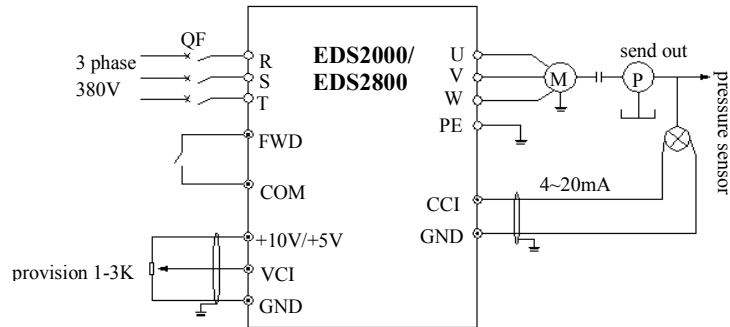 QF
3 phase
380V
R
S
T
FWD
COM
+10V/+5V
provision 1-3K
VCI
GND
EDS2000/
EDS2800
U
V
W
PE
M
P
send out
pressure sensor
4~20mA
CCI
GND